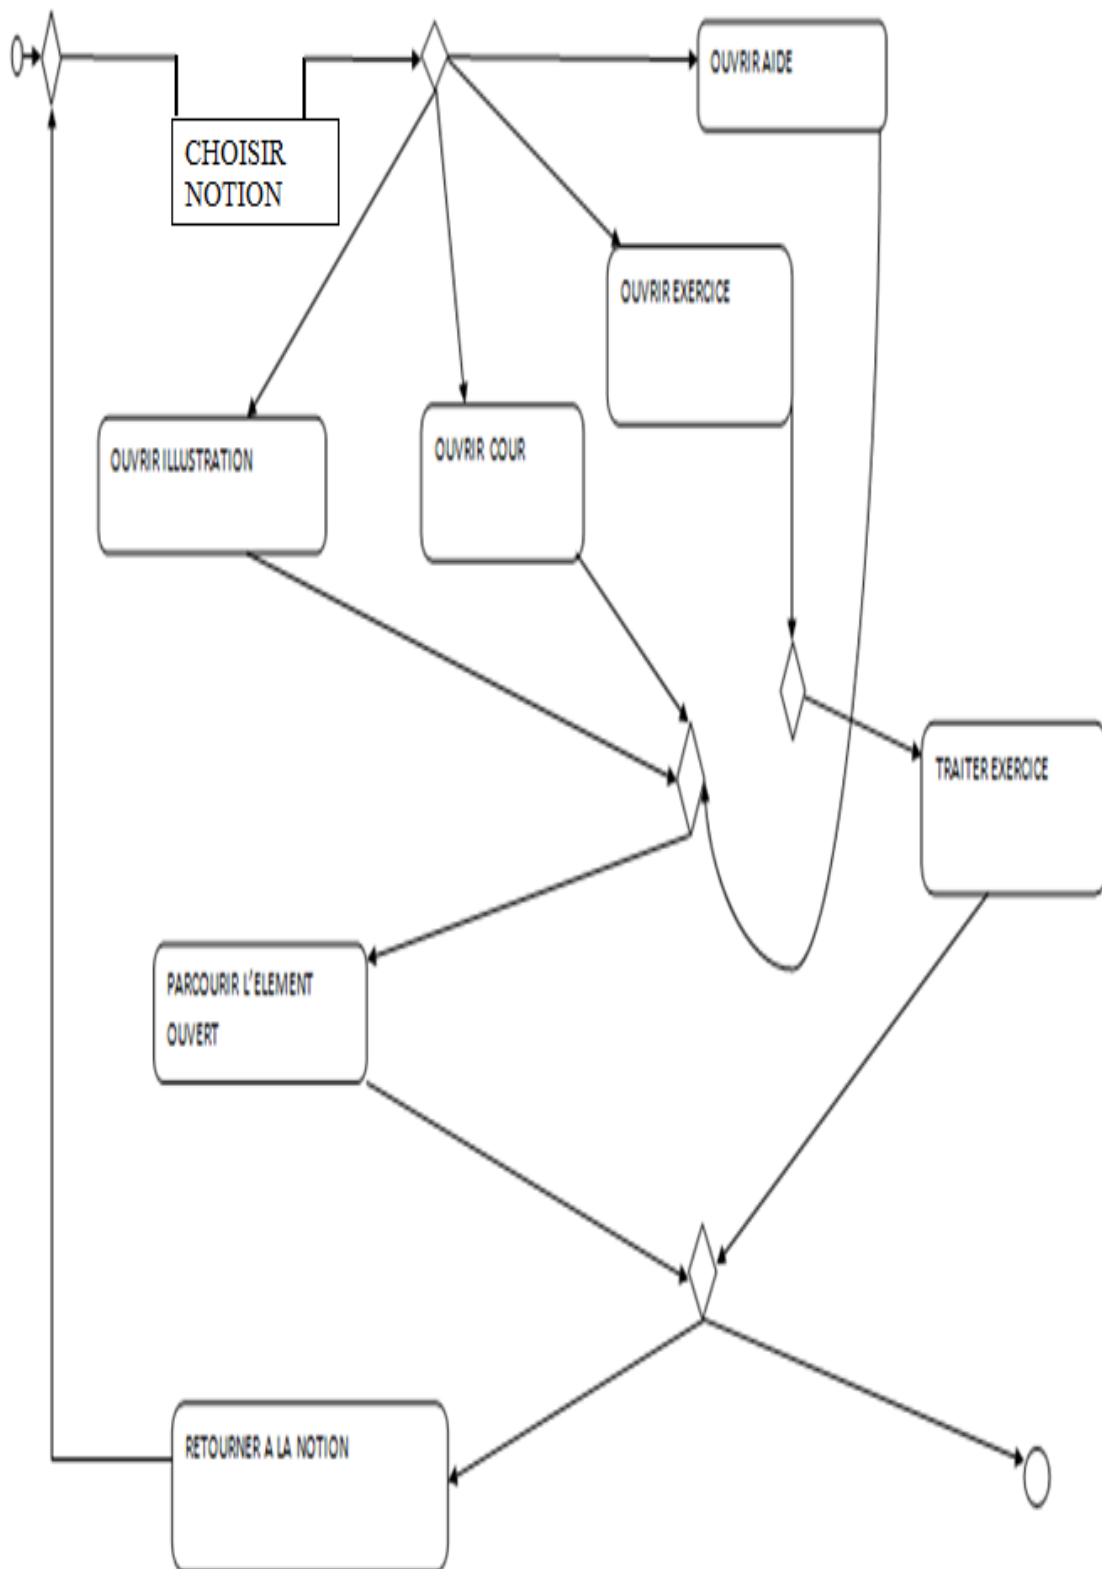 OUVRIR AIDE
CHOISIR
NOTION
OUVRIR EXERCICE
OUVRIR ILLUSTRATION
OUVRIR COUR
TRAITER EXERCICE
PARCOURIR L'ELEMENT
OUVERT
RETOURNER A LA NOTION